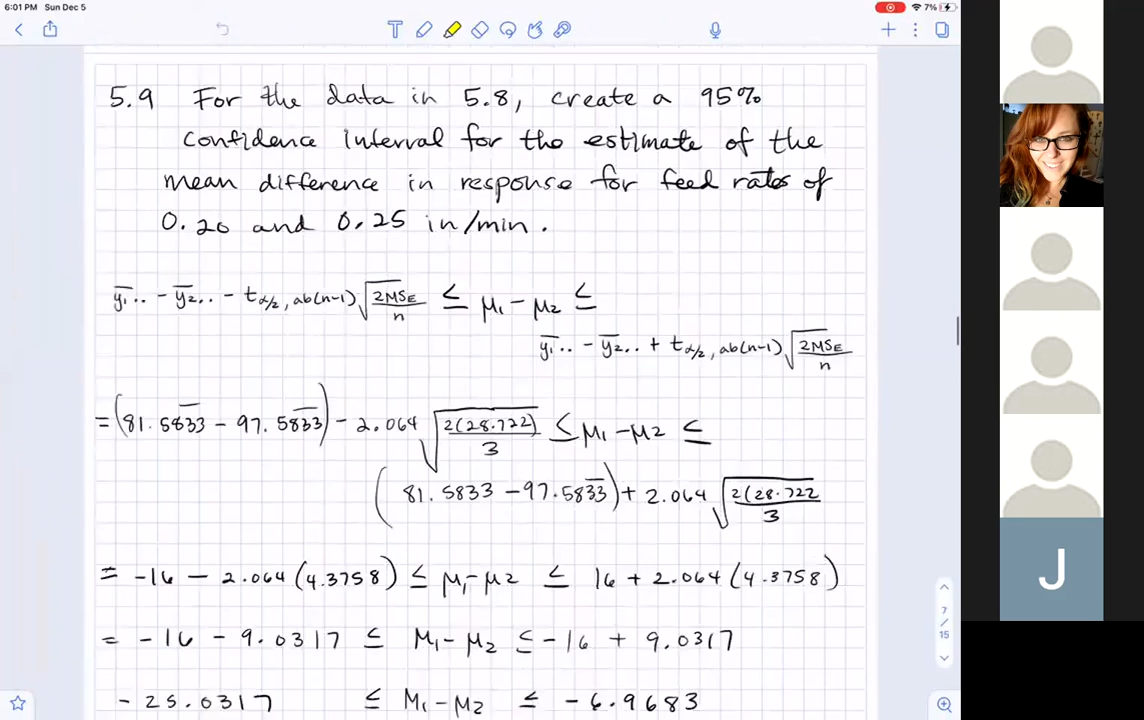 6:01 PM Sun Dec 5
7%
5.9 For the data in 5.8, create a 95%
confidence interval for the estimate of the
mean difference in response for feed rates of
0.20 and 0.25 in/min.
ȳ₁.. - ȳ₂.. - t α/2, ab(n-1) √(2MSE/n) ≤ μ1 - μ2 ≤
ȳ₁.. - ȳ₂.. + t α/2, ab(n-1) √(2MSE/n)
= (81.5833 - 97.5833) - 2.064 √(2(28.722)/3) ≤ μ1 - μ2 ≤
(81.5833 - 97.5833) + 2.064 √(2(28.722/3)
= -16 - 2.064(4.3758) ≤ μ1 - μ2 ≤ 16 + 2.064(4.3758)
= -16 - 9.0317 ≤ μ1 - μ2 ≤ -16 + 9.0317
-25.0317 ≤ μ1 - μ2 ≤ -6.9683
7
/
15
J